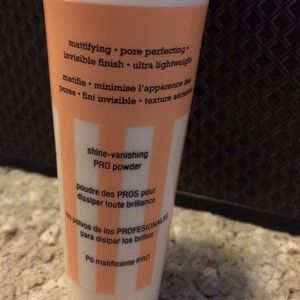 mattifying • pore perfecting •
invisible finish • ultra lightweight
matifie • minimise l'apparence des
pores • fini invisible • texture aérienne
shine-vanishing
PRO powder
poudre des PROS pour
dissiper toute brillance
los polvos de los PROFESIONALES
para disipar los brillos
Pó matificante PRO